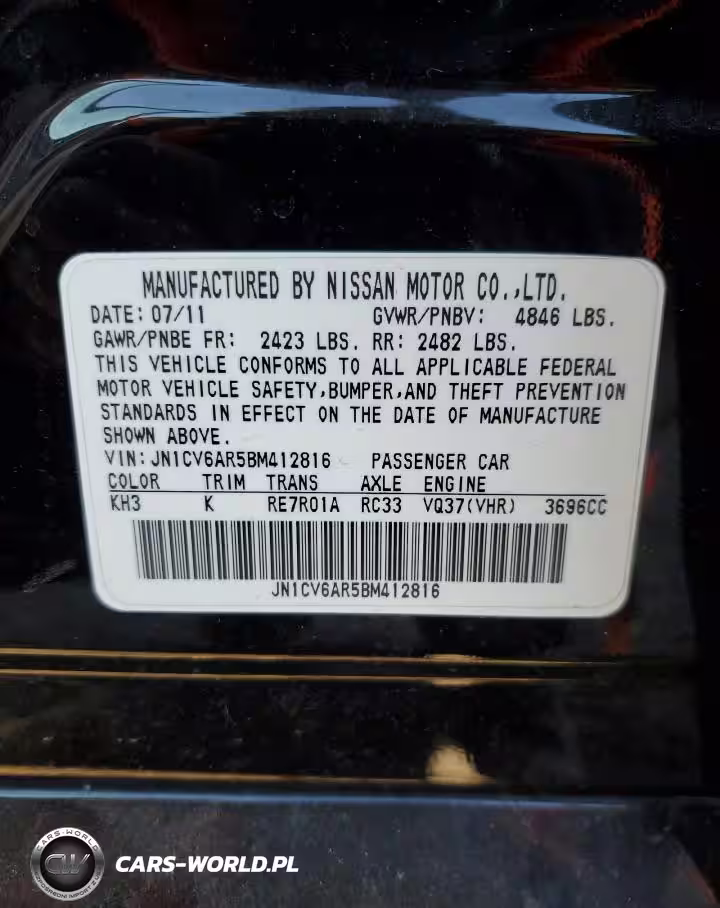 MANUFACTURED BY NISSAN MOTOR CO.,LTD.
DATE: 07/11 GVWR/PNBV: 4846 LBS.
GAWR/PNBE FR: 2423 LBS. RR: 2482 LBS.
THIS VEHICLE CONFORMS TO ALL APPLICABLE FEDERAL
MOTOR VEHICLE SAFETY,BUMPER,AND THEFT PREVENTION
STANDARDS IN EFFECT ON THE DATE OF MANUFACTURE
SHOWN ABOVE.
VIN: JN1CV6AR5BM412816 PASSENGER CAR
COLOR TRIM TRANS AXLE ENGINE
KH3 K RE7R01A RC33 VQ37(VHR) 3696CC
JN1CV6AR5BM412816
CARS-WORLD
CW
CARS-WORLD.PL